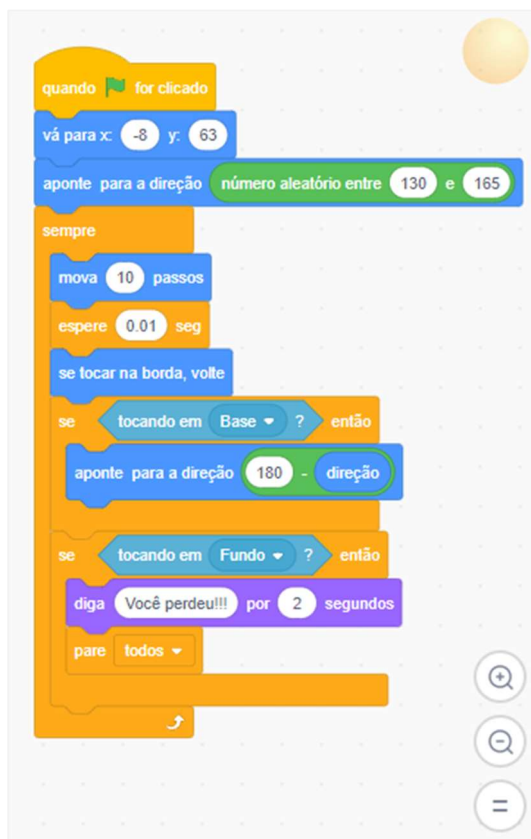 quando for clicado
vá para x: -8 y: 63
aponte para a direção número aleatório entre 130 e 165
sempre
mova 10 passos
espere 0.01 seg
se tocar na borda, volte
se tocando em Base ? então
aponte para a direção 180 - direção
se tocando em Fundo ? então
diga Você perdeu!!! por 2 segundos
pare todos
=